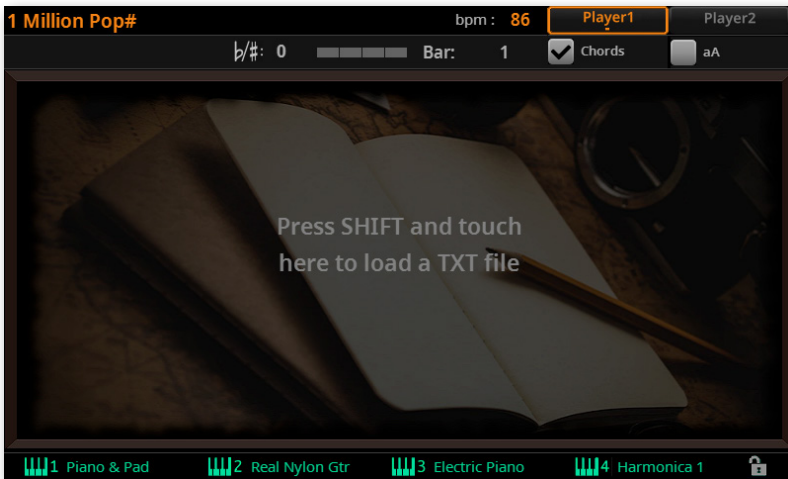 1 Million Pop#
bpm : 86
Player1
Player2
♭/#: 0
Bar: 1
Chords
aA
Press SHIFT and touch
here to load a TXT file
1 Piano & Pad
2 Real Nylon Gtr
3 Electric Piano
4 Harmonica 1